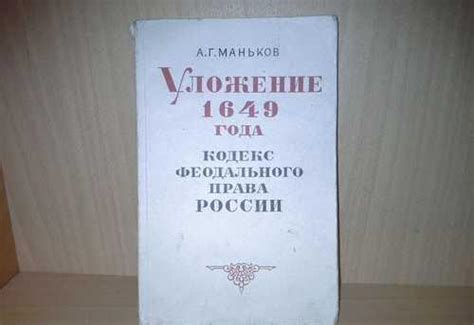 А.Г.МАНЬКОВ
УЛОЖЕНИЕ
1649
ГОДА
КОДЕКС
ФЕОДАЛЬНОГО
ПРАВА
РОССИИ